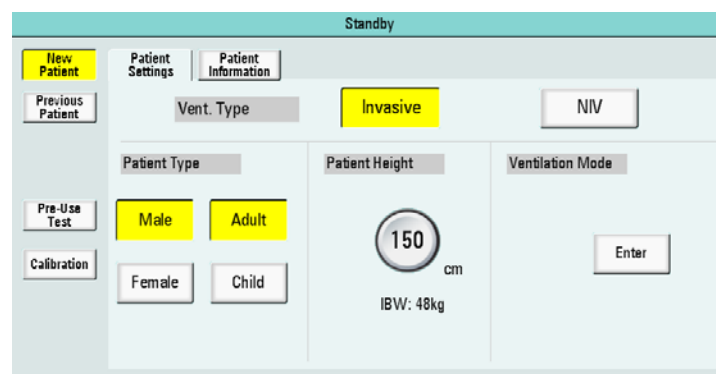 Standby
New
Patient
Previous
Patient
Pre-Use
Test
Calibration
Patient
Settings
Patient
Information
Vent. Type
Invasive
NIV
Patient Type
Male
Adult
Female
Child
Patient Height
150
cm
IBW: 48kg
Ventilation Mode
Enter